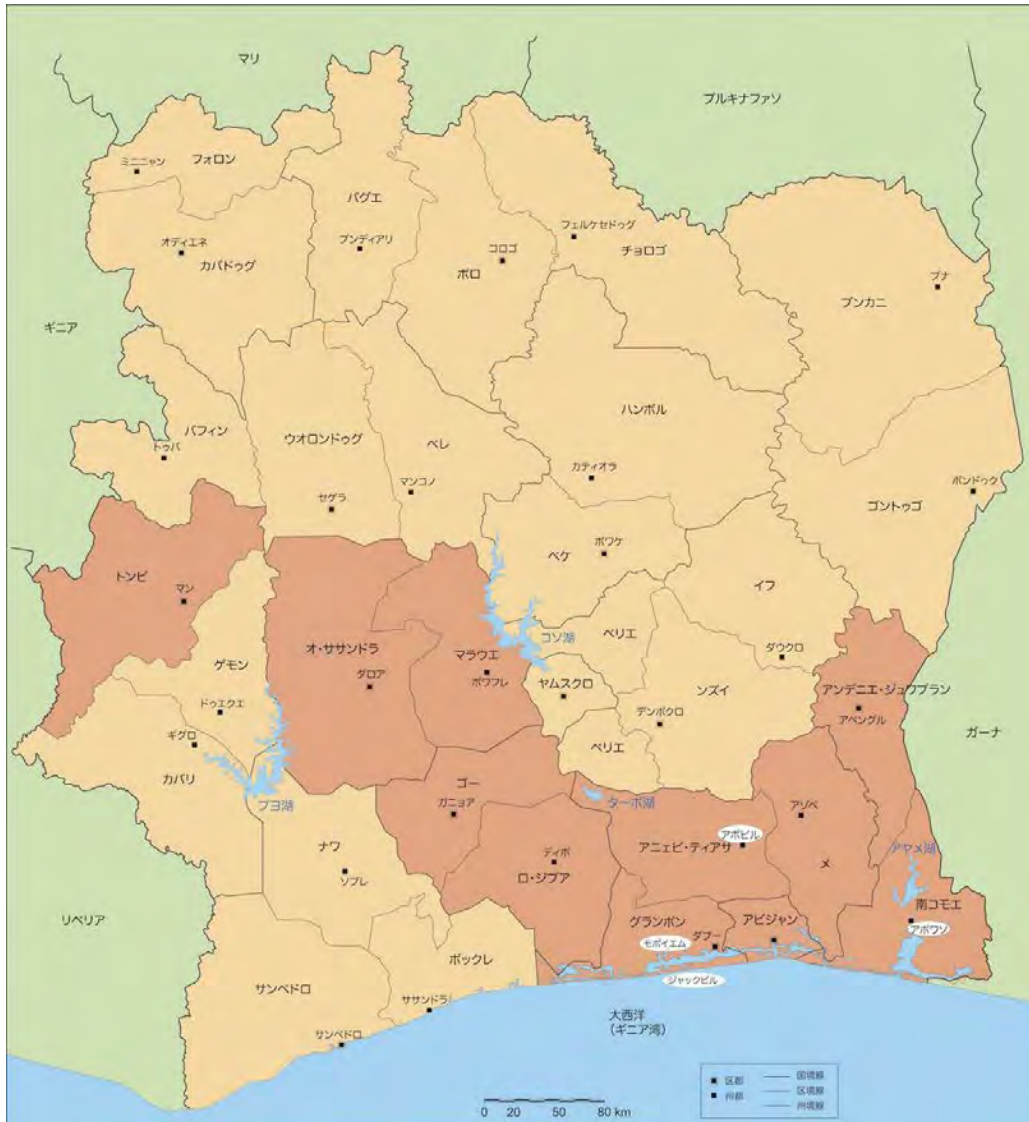 マリ
ブルキナファソ
ミニニャン
フォロン
バグエ
フェルケセドゥグ
オディエネ
ブンディアリ
コロゴ
チョロゴ
カバドゥグ
ポロ
ブナ
ブンカニ
ギニア
バフィン
ウオロンドゥグ
ベレ
ハンボル
トゥバ
カティオラ
マンコノ
ボンドゥク
セゲラ
ゴントゥゴ
ベケ
ボワケ
トンピ
イフ
マン
コソ湖
ベリエ
ゲモン
オ・ササンドラ
マラウエ
ダウクロ
ダロア
ボワフレ
ヤムスクロ
ンズイ
アンデニエ・ジュワブラン
ドゥエクエ
デンボクロ
アベングル
ガーナ
ギグロ
ベリエ
カバリ
ゴー
ブヨ湖
ターボ湖
ガニョア
アゾペ
アボビル
ナワ
アニェビ・ティアサ
アヤメ湖
ディボ
メ
ソブレ
ロ・ジブア
南コモエ
リベリア
グランポン
アビジャン
アボワソ
ダブー
モポイエム
ボックレ
ジャックビル
サンペドロ
ササンドラ
大西洋
(ギニア湾)
サンペドロ
区都 国境線
州都 区境線
州境線
0 20 50 80 km